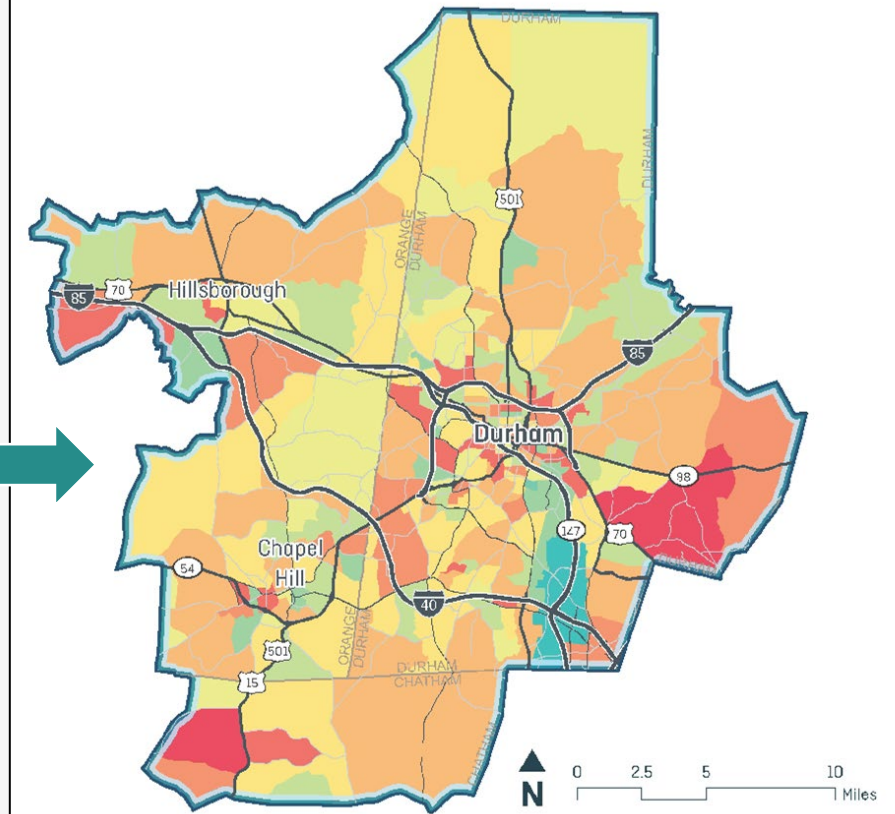 DURHAM
DURHAM
501
ORANGE
DURHAM
85
70
Hillsborough
85
Durham
98
147
70
Chapel
Hill
54
40
ORANGE
DURHAM
501
DURHAM
CHATHAM
15
CHATHAM
N
0 2.5 5 10
Miles